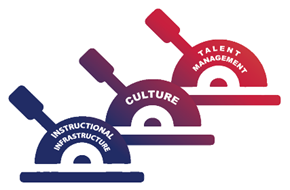 TALENT
MANAGEMENT
CULTURE
INSTRUCTIONAL
INFRASTRUCTURE